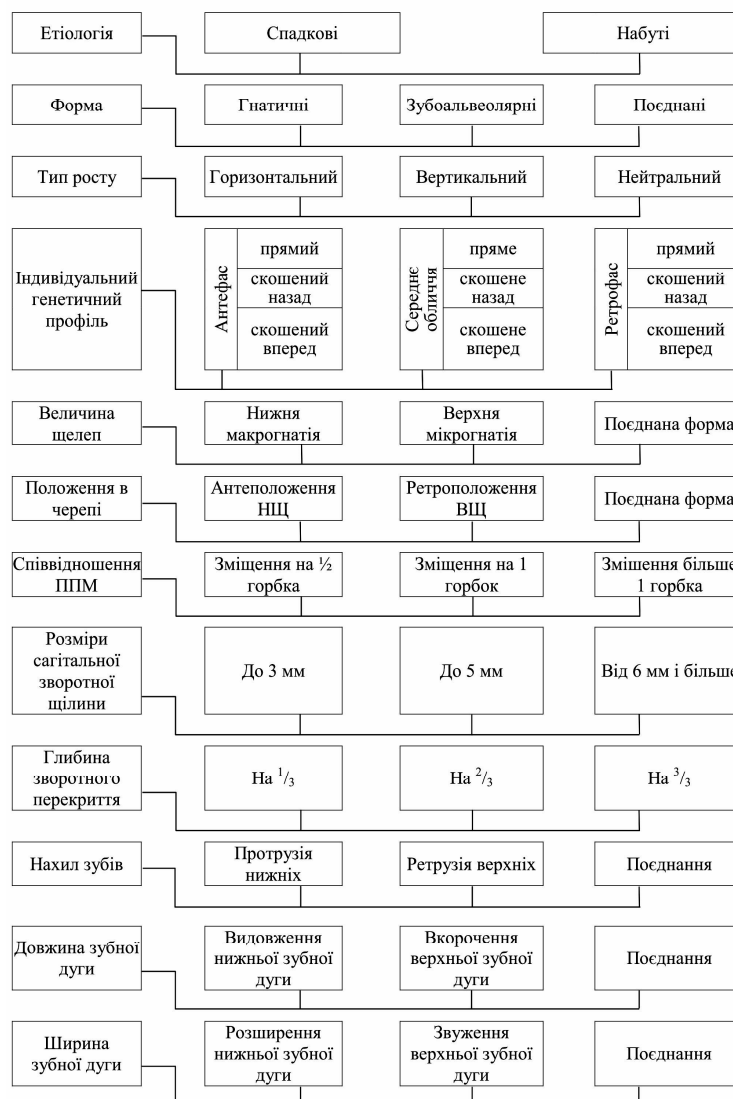 Етіологія
Спадкові
Набуті
Форма
Гнатичні
Зубоальвеолярні
Поєднані
Тип росту
Горизонтальний
Вертикальний
Нейтральний
Індивідуальний
генетичний
профіль
Антефас
прямий
скошений
назад
скошений
вперед
Середнє
обличчя
пряме
скошене
назад
скошене
вперед
Ретрофас
прямий
скошений
назад
скошений
вперед
Величина
щелеп
Нижня
макрогнатія
Верхня
мікрогнатія
Поєднана форма
Положення в
черепі
Антеположення
НЩ
Ретроположення
ВЩ
Поєднана форма
Співвідношення
ППМ
Зміщення на ½
горбка
Зміщення на 1
горбок
Змішення більше
1 горбка
Розміри
сагітальної
зворотної
щілини
До 3 мм
До 5 мм
Від 6 мм і більше
Глибина
зворотного
перекриття
На 1/3
На 2/3
На 3/3
Нахил зубів
Протрузія
нижніх
Ретрузія верхніх
Поєднання
Довжина зубної
дуги
Видовження
нижньої зубної
дуги
Вкорочення
верхньої зубної
дуги
Поєднання
Ширина
зубної дуги
Розширення
нижньої зубної
дуги
Звуження
верхньої зубної
дуги
Поєднання